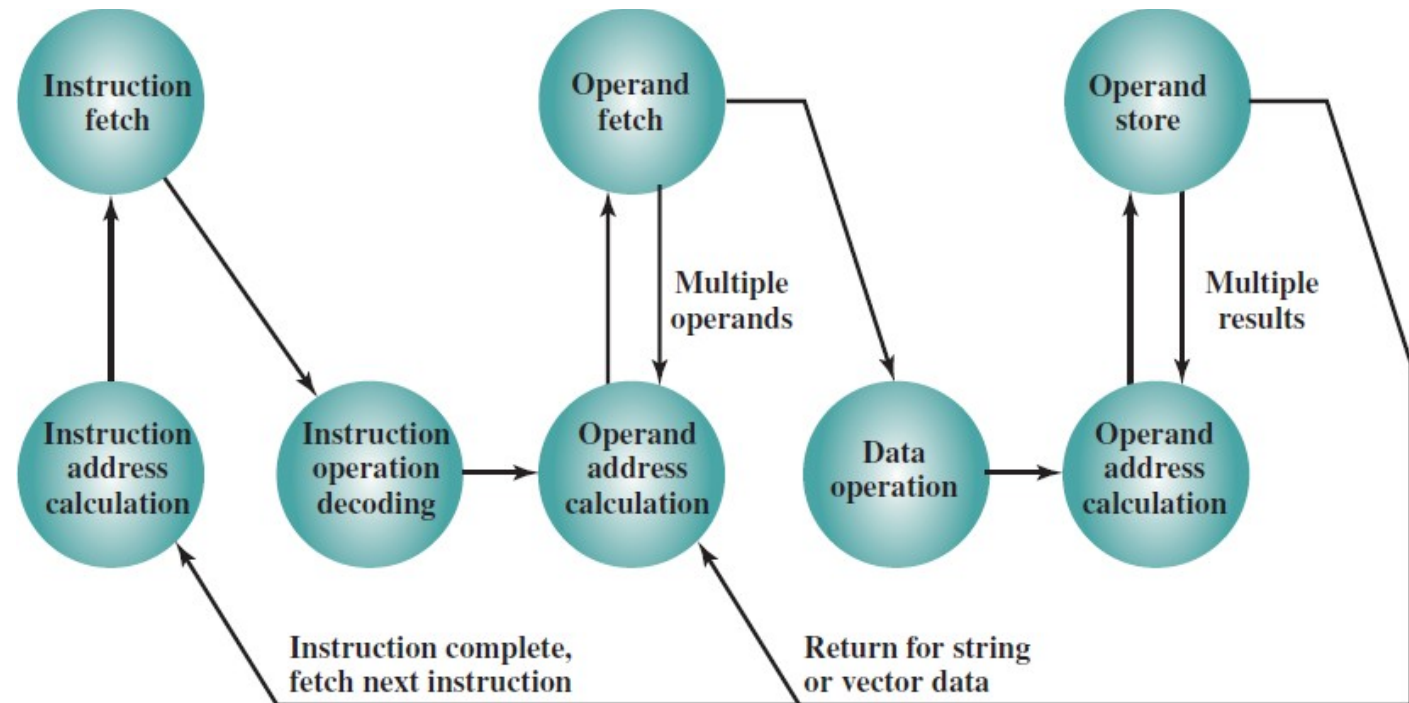 Instruction
fetch
Operand
fetch
Operand
store
Multiple
operands
Multiple
results
Instruction
address
calculation
Instruction
operation
decoding
Operand
address
calculation
Data
operation
Operand
address
calculation
Instruction complete,
fetch next instruction
Return for string
or vector data